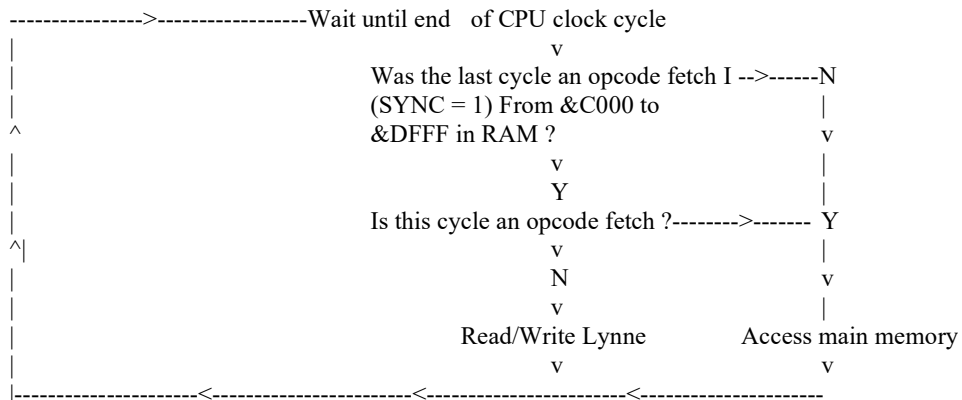 ---------------->------------------Wait until end   of CPU clock cycle
|                                  v
|                 Was the last cycle an opcode fetch I -->------N
|                 (SYNC = 1) From &C000 to                      |
^                 &DFFF in RAM ?                                v
|                                  v                            |
|                                  Y                            |
|                 Is this cycle an opcode fetch ?-------->------- Y
^|                                 v                            |
|                                  N                            v
|                                  v                            |
|                          Read/Write Lynne          Access main memory
|                                  v                            v
|----------------------<------------------------<------------------------<----------------------